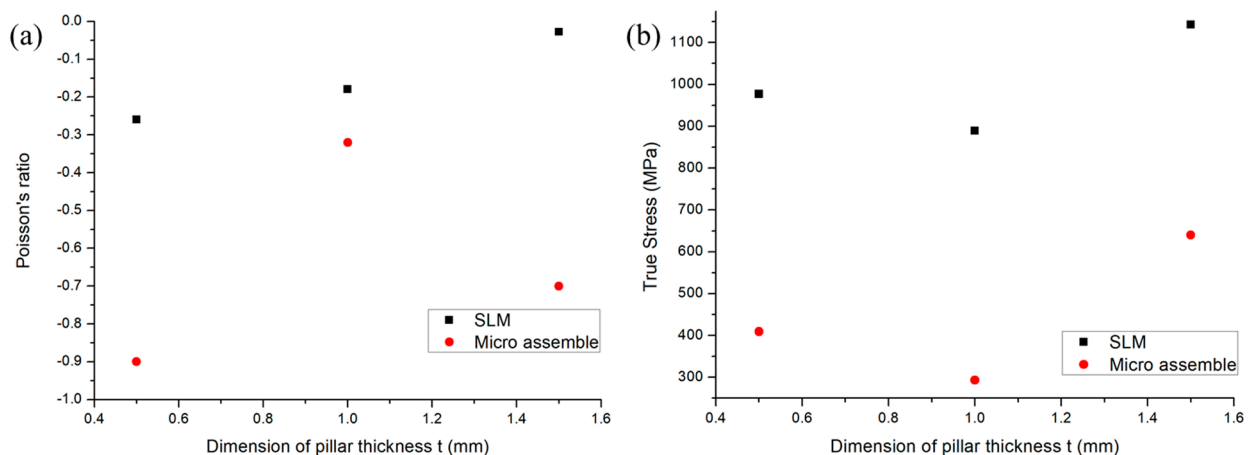 (a)
0.0
-0.1
-0.2
-0.3
-0.4
-0.5
-0.6
-0.7
-0.8
-0.9
-1.0
Poisson's ratio
SLM
Micro assemble
0.4 0.6 0.8 1.0 1.2 1.4 1.6
Dimension of pillar thickness t (mm)
(b)
1100
1000
900
800
700
600
500
400
300
True Stress (MPa)
SLM
Micro assemble
0.4 0.6 0.8 1.0 1.2 1.4 1.6
Dimension of pillar thickness t (mm)